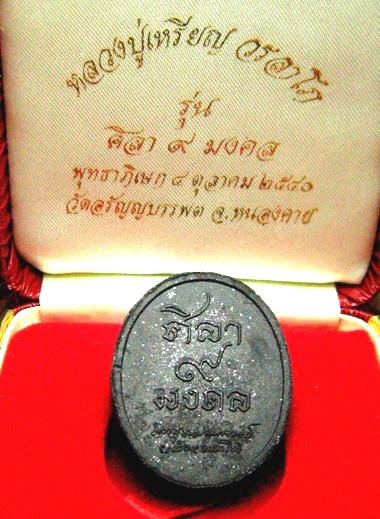 หลวงปู่เหรียญ วรลาโภ
รุ่น
ศิลา ๙ มงคล
พุทธาภิเษก ๔ ตุลาคม ๒๕๔๐
วัดอรัญญบรรพต จ.หนองคาย
ศิลา
๙
มงคล